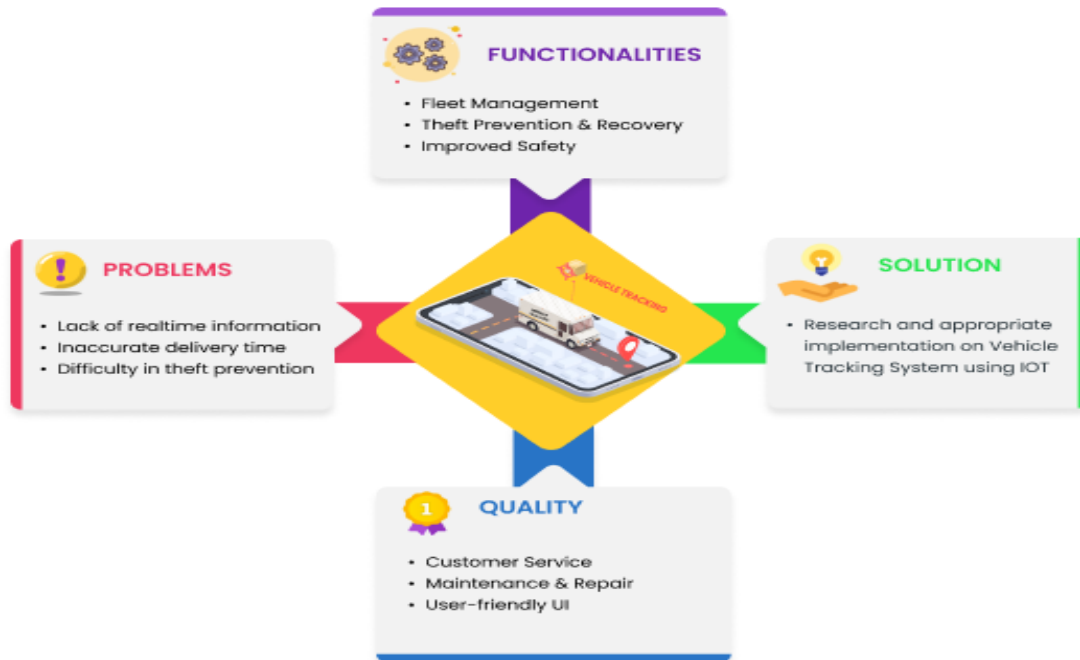 FUNCTIONALITIES
• Fleet Management
• Theft Prevention & Recovery
• Improved Safety
PROBLEMS
• Lack of realtime information
• Inaccurate delivery time
• Difficulty in theft prevention
VEHICLE TRACKING
SOLUTION
• Research and appropriate
implementation on Vehicle
Tracking System using IOT
1
QUALITY
• Customer Service
• Maintenance & Repair
• User-friendly UI